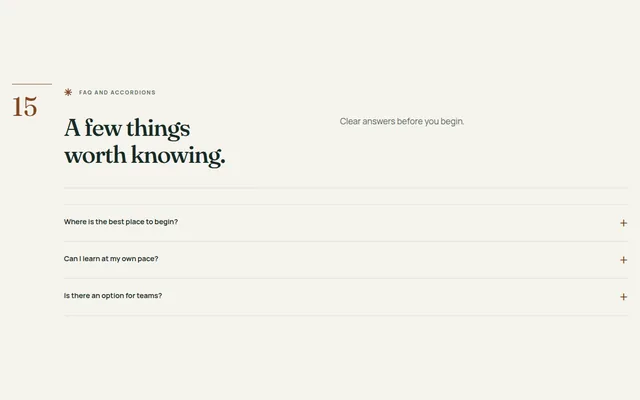 15
FAQ AND ACCORDIONS
A few things
worth knowing.
Clear answers before you begin.
Where is the best place to begin?
Can I learn at my own pace?
Is there an option for teams?